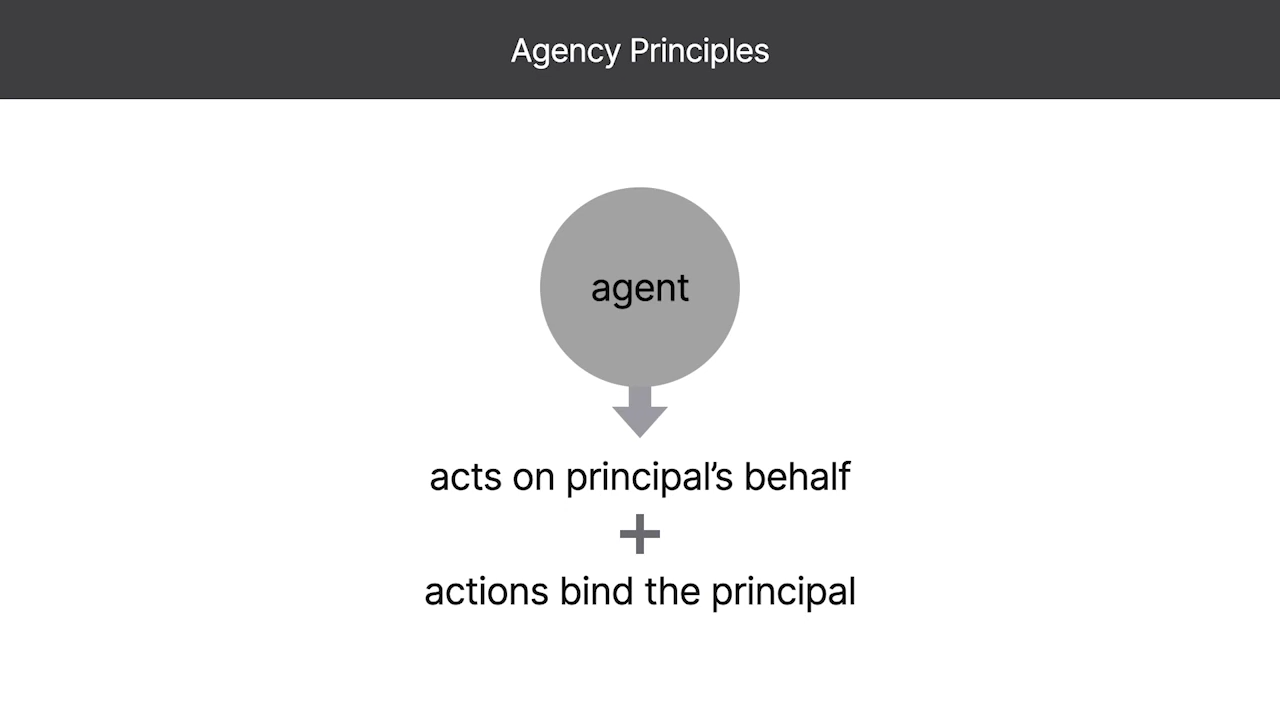 Agency Principles
agent
acts on principal’s behalf
+
actions bind the principal